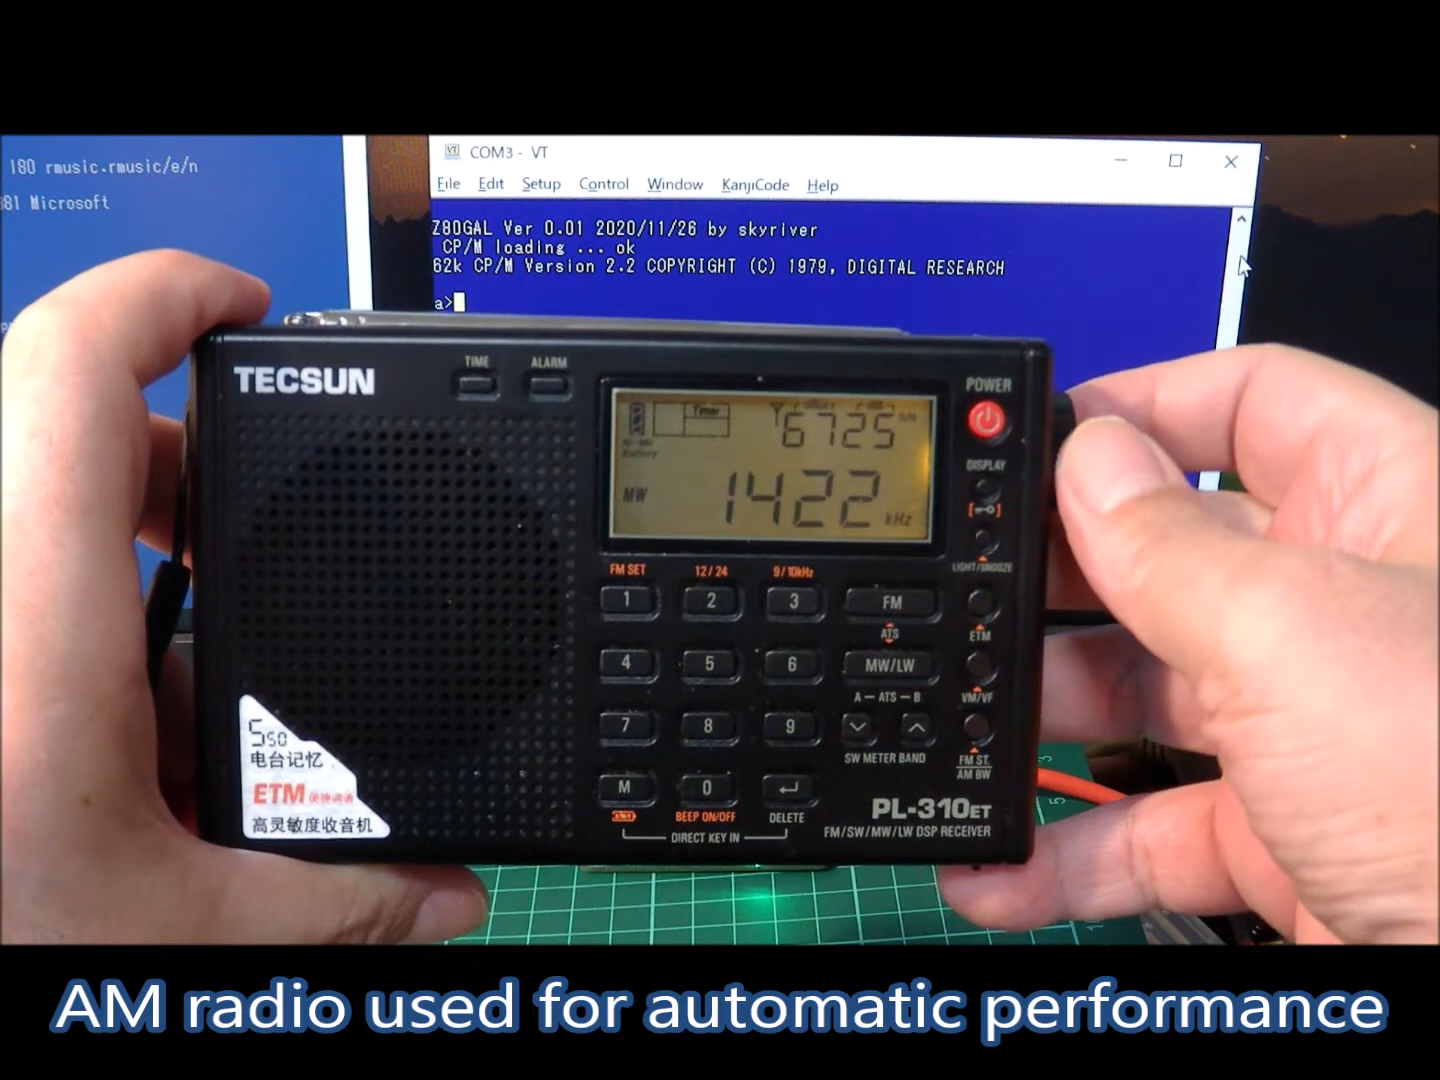 I80 rmusic.rmusic/e/n
981 Microsoft
COM3 - VT
File Edit Setup Control Window KanjiCode Help
Z80GAL Ver 0.01 2020/11/26 by skyriver
CP/M loading ... ok
62k CP/M Version 2.2 COPYRIGHT (C) 1979, DIGITAL RESEARCH
a>
TECSUN
TIME ALARM
POWER
Timer
6725
Battery
MW 1422 kHz
DISPLAY
LIGHT/SNOOZE
FM SET 12/24 9/10kHz
1 2 3 FM
ATS
ETM
4 5 6 MW/LW
A — ATS — B
VM/VF
7 8 9
SW METER BAND
FM ST.
AM BW
M 0
BEEP ON/OFF DELETE
DIRECT KEY IN
PL-310ET
FM/SW/MW/LW DSP RECEIVER
550
电台记忆
ETM
高灵敏度收音机
AM radio used for automatic performance